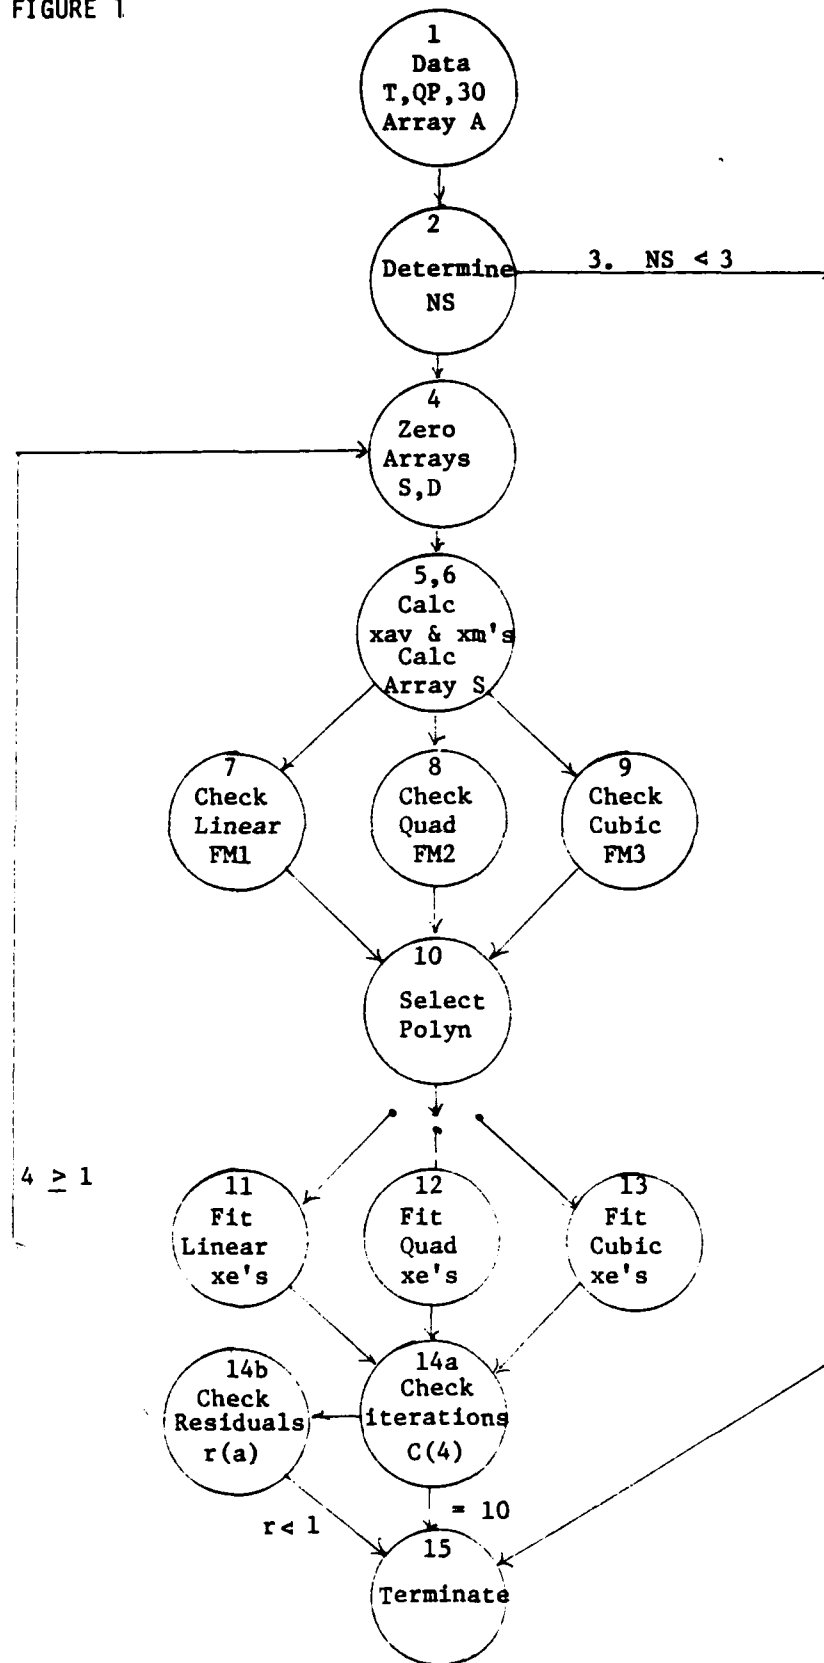 FIGURE 1
1
Data
T,QP,30
Array A
2
Determine
NS
3. NS < 3
4
Zero
Arrays
S,D
5,6
Calc
xav & xm's
Calc
Array S
7
Check
Linear
FM1
8
Check
Quad
FM2
9
Check
Cubic
FM3
10
Select
Polyn
4 ≥ 1
11
Fit
Linear
xe's
12
Fit
Quad
xe's
13
Fit
Cubic
xe's
14b
Check
Residuals
r(a)
14a
Check
iterations
C(4)
r< 1
= 10
15
Terminate